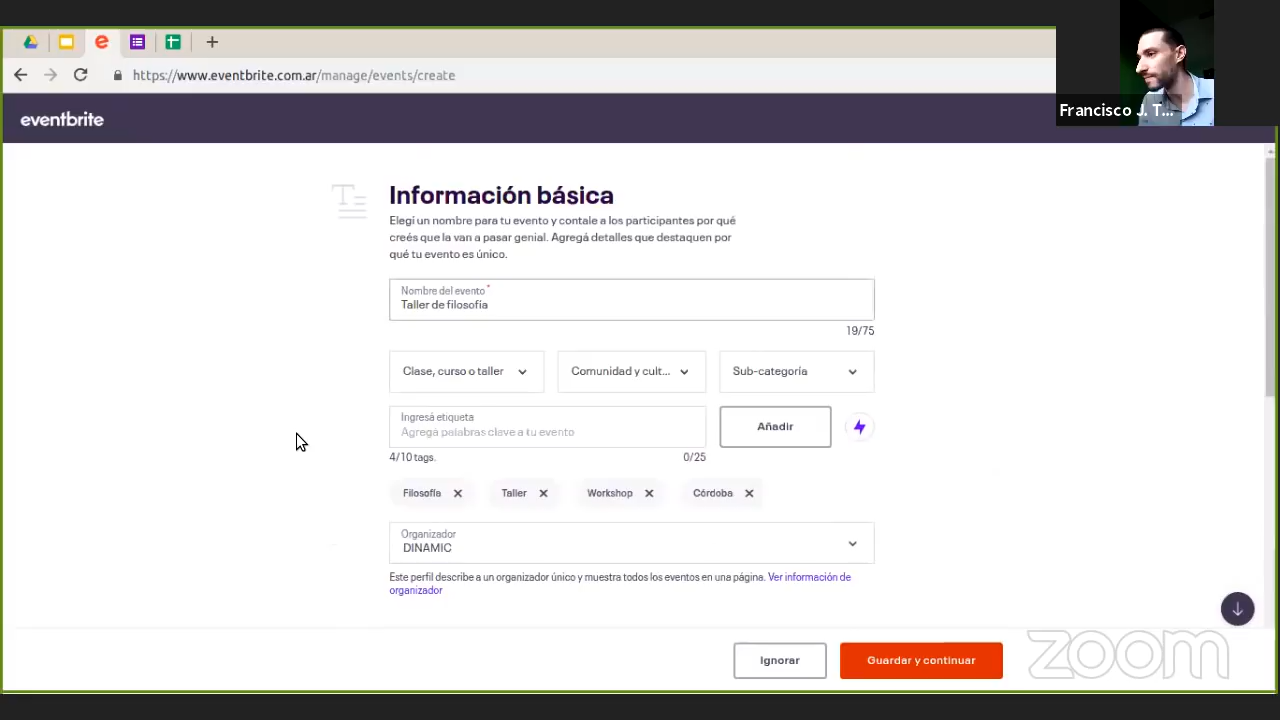 https://www.eventbrite.com.ar/manage/events/create
Francisco J. T...
eventbrite
Información básica
Elegí un nombre para tu evento y contale a los participantes por qué
creés que la van a pasar genial. Agregá detalles que destaquen por
qué tu evento es único.
Nombre del evento*
Taller de filosofia
19/75
Clase, curso o taller
Comunidad y cult...
Sub-categoría
Ingresá etiqueta
Agregá palabras clave a tu evento
Añadir
4/10 tags.
0/25
Filosofía
Taller
Workshop
Córdoba
Organizador
DINAMIC
Este perfil describe a un organizador único y muestra todos los eventos en una página. Ver información de
organizador
Ignorar
Guardar y continuar
zoom